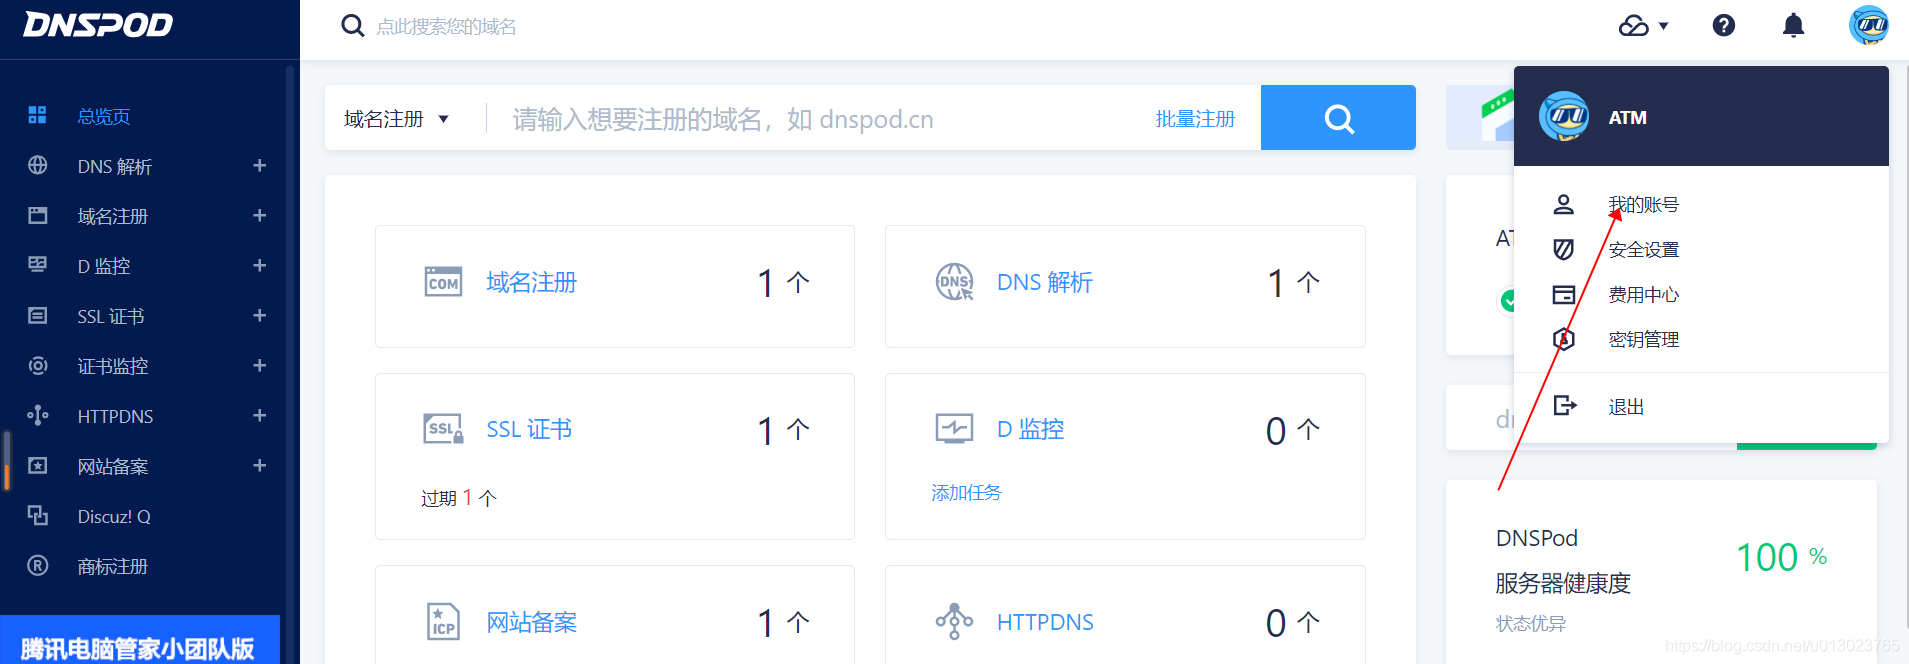 DNSPOD
点此搜索您的域名
总览页
DNS 解析
域名注册
D 监控
SSL 证书
证书监控
HTTPDNS
网站备案
Discuz! Q
商标注册
腾讯电脑管家小团队版
域名注册
请输入想要注册的域名，如 dnspod.cn
批量注册
COM 域名注册 1 个
DNS DNS 解析 1 个
SSL SSL 证书 1 个
过期 1 个
D 监控 0 个
添加任务
ICP 网站备案 1 个
HTTPDNS 0 个
ATM
我的账号
安全设置
费用中心
密钥管理
退出
DNSPod
服务器健康度
状态优异
100 %
https://blog.csdn.net/u013023765